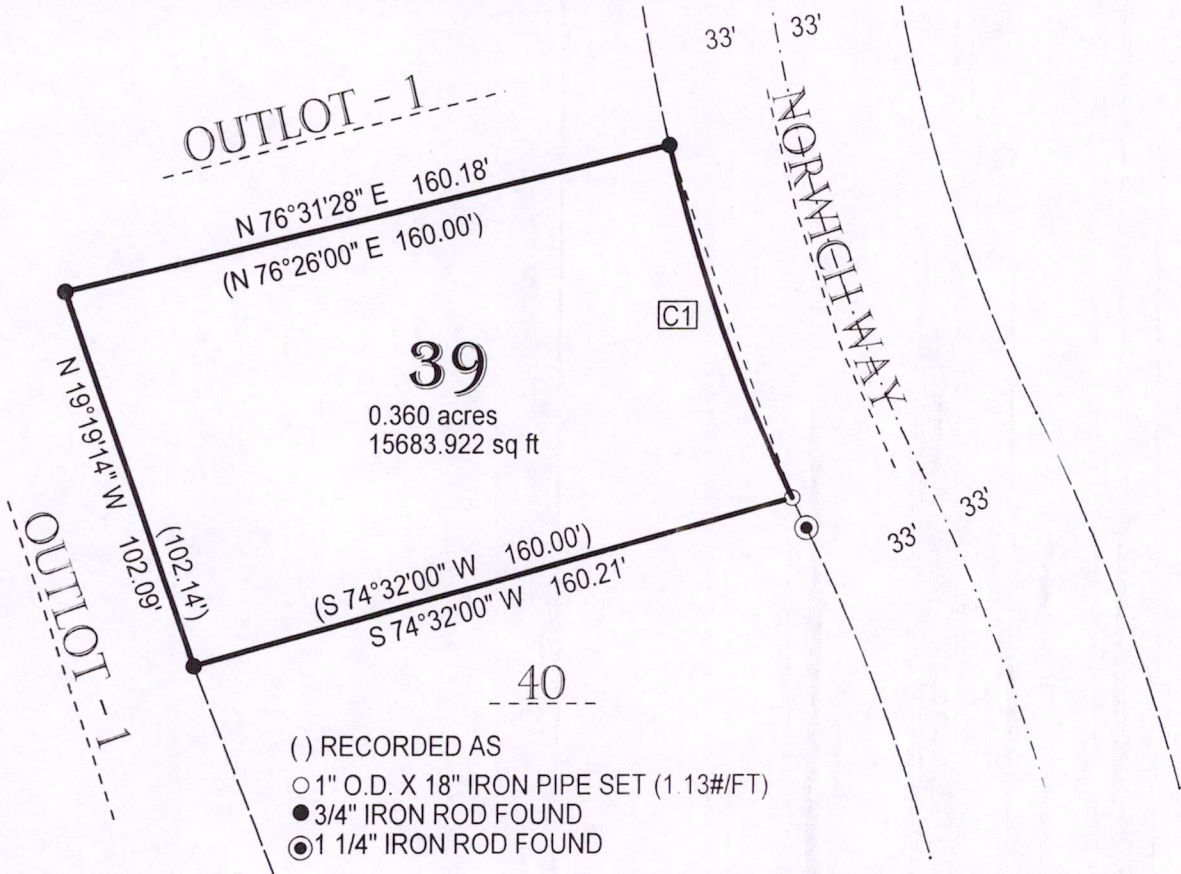 33' 33'
OUTLOT - 1
NORWICH WAY
N 76°31'28" E 160.18'
(N 76°26'00" E 160.00')
C1
39
0.360 acres
15683.922 sq ft
N 19°19'14" W 102.09'
(102.14')
OUTLOT - 1
33' 33'
(S 74°32'00" W 160.00')
S 74°32'00" W 160.21'
40
( ) RECORDED AS
1" O.D. X 18" IRON PIPE SET (1.13#/FT)
3/4" IRON ROD FOUND
1 1/4" IRON ROD FOUND